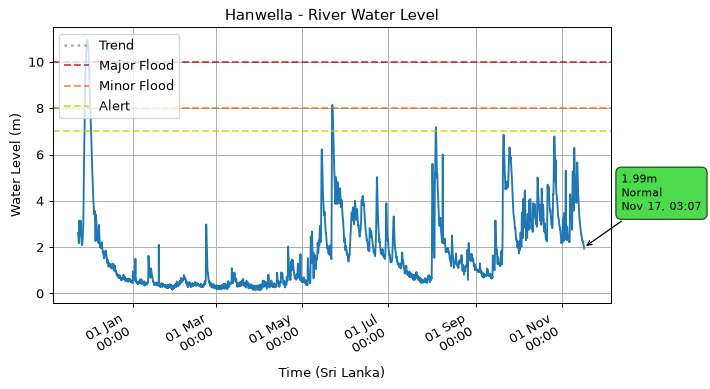 Hanwella - River Water Level
Trend
Major Flood
Minor Flood
Alert
10
8
6
4
2
0
Water Level (m)
1.99m
Normal
Nov 17, 03:07
01 Jan
00:00
01 Mar
00:00
01 May
00:00
01 Jul
00:00
01 Sep
00:00
01 Nov
00:00
Time (Sri Lanka)